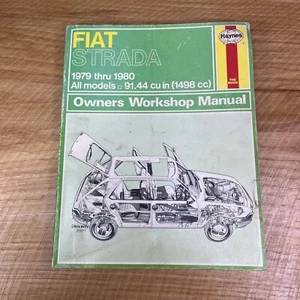 FIAT
STRADA
Haynes
1979 thru 1980
All models □ 91.44 cu in (1498 cc)
Owners Workshop Manual